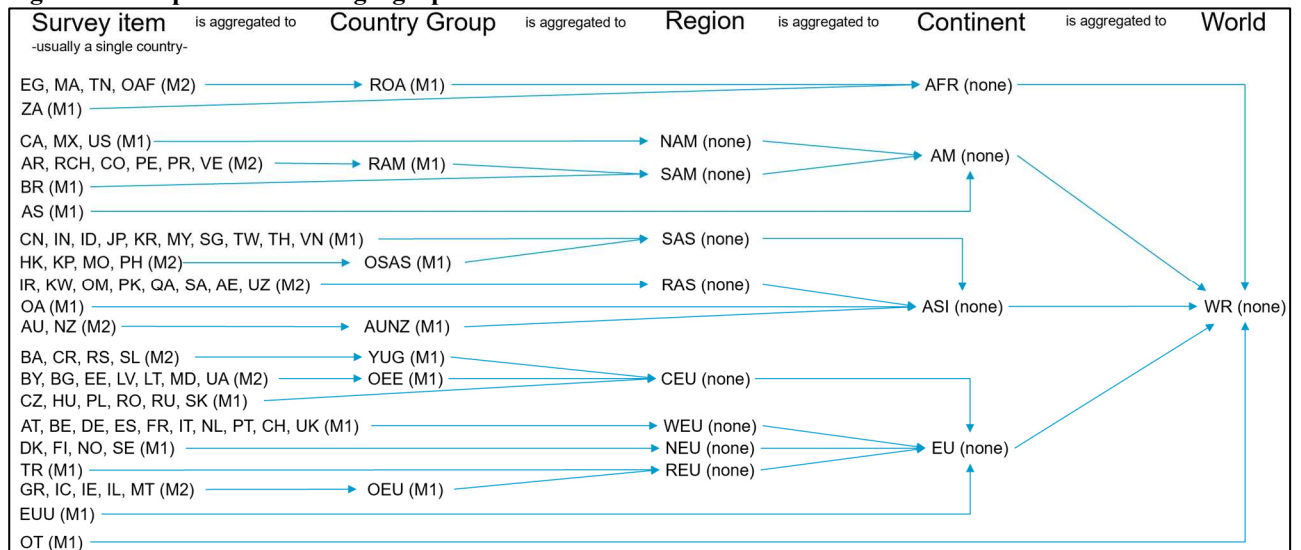 Survey item is aggregated to Country Group is aggregated to Region is aggregated to Continent is aggregated to World
-usually a single country-
EG, MA, TN, OAF (M2) ROA (M1) AFR (none)
ZA (M1)
CA, MX, US (M1) NAM (none)
AR, RCH, CO, PE, PR, VE (M2) RAM (M1) AM (none)
SAM (none)
BR (M1)
AS (M1)
CN, IN, ID, JP, KR, MY, SG, TW, TH, VN (M1) SAS (none)
HK, KP, MO, PH (M2) OSAS (M1)
IR, KW, OM, PK, QA, SA, AE, UZ (M2) RAS (none)
OA (M1) ASI (none) WR (none)
AU, NZ (M2) AUNZ (M1)
BA, CR, RS, SL (M2) YUG (M1)
BY, BG, EE, LV, LT, MD, UA (M2) OEE (M1) CEU (none)
CZ, HU, PL, RO, RU, SK (M1)
AT, BE, DE, ES, FR, IT, NL, PT, CH, UK (M1) WEU (none)
DK, FI, NO, SE (M1) NEU (none) EU (none)
TR (M1) REU (none)
GR, IC, IE, IL, MT (M2) OEU (M1)
EUU (M1)
OT (M1)